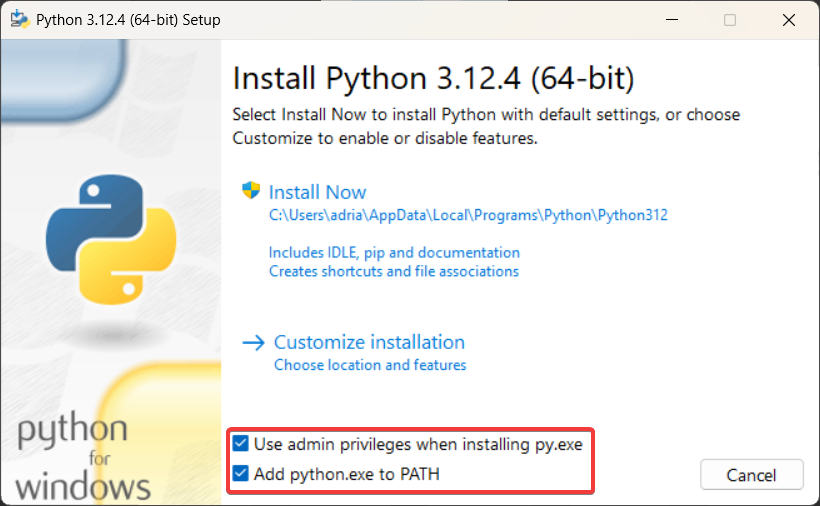 Python 3.12.4 (64-bit) Setup
Install Python 3.12.4 (64-bit)
Select Install Now to install Python with default settings, or choose
Customize to enable or disable features.
Install Now
C:\Users\adria\AppData\Local\Programs\Python\Python312
Includes IDLE, pip and documentation
Creates shortcuts and file associations
Customize installation
Choose location and features
python
for
windows
Use admin privileges when installing py.exe
Add python.exe to PATH
Cancel